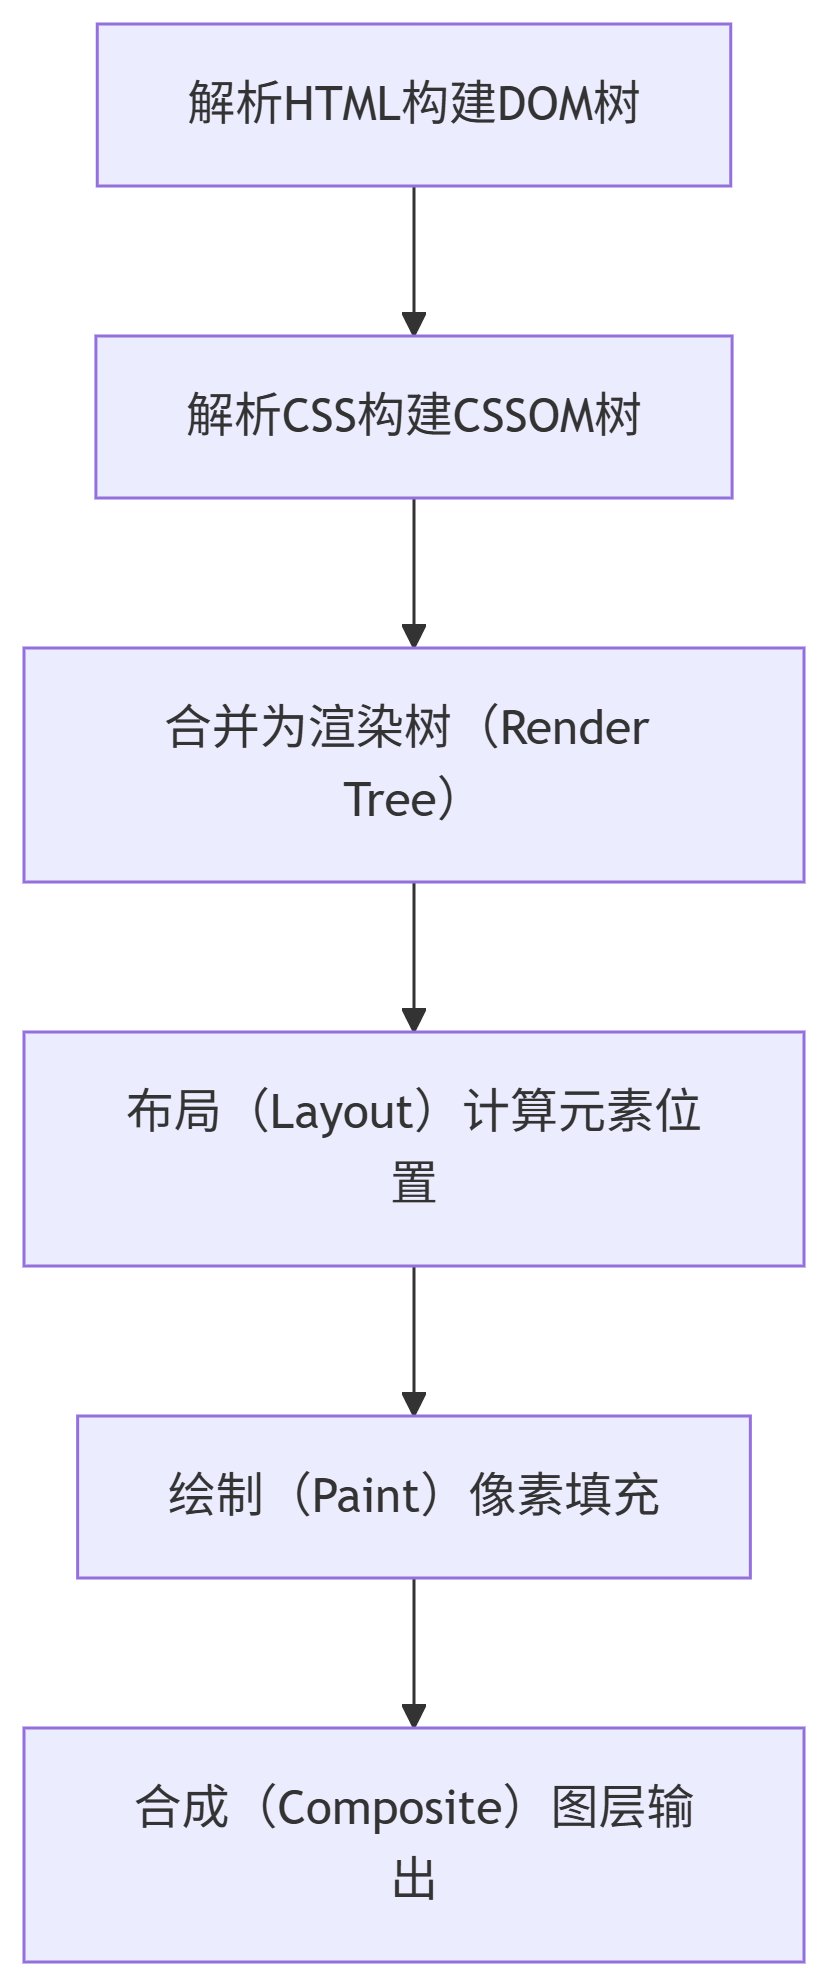 解析HTML构建DOM树
解析CSS构建CSSOM树
合并为渲染树（Render
Tree）
布局（Layout）计算元素位
置
绘制（Paint）像素填充
合成（Composite）图层输
出